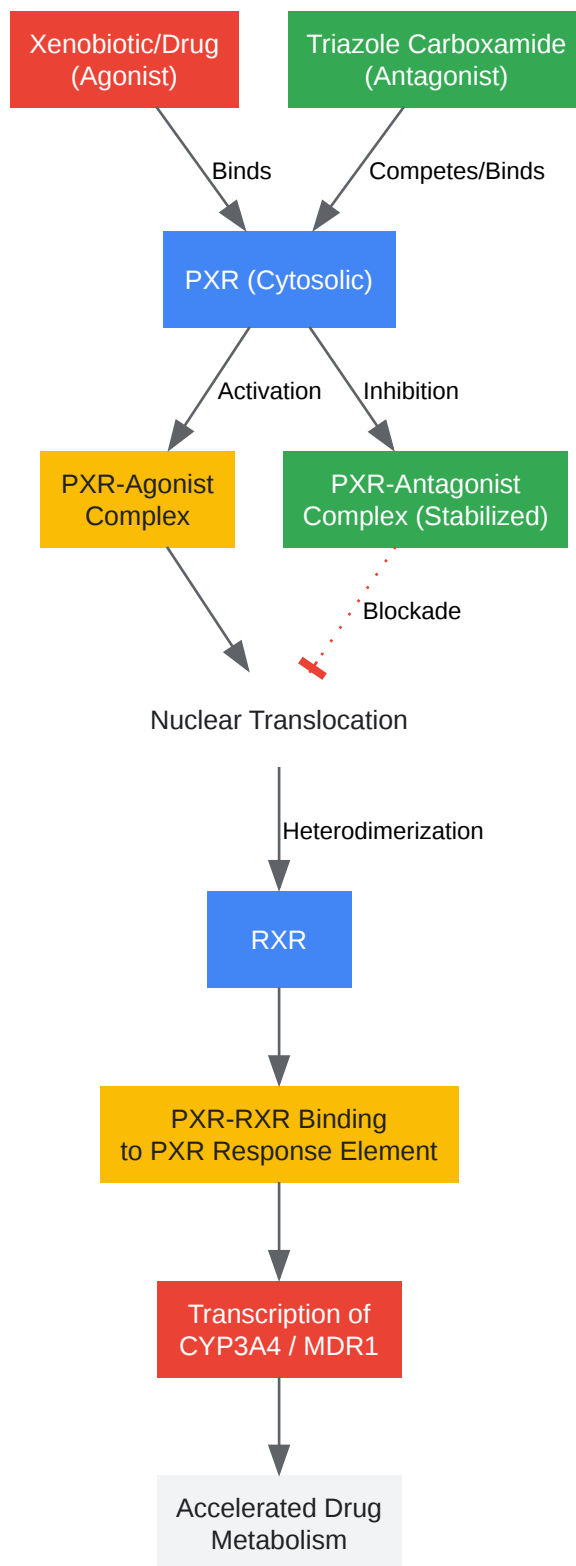 Xenobiotic/Drug
(Agonist)
Triazole Carboxamide
(Antagonist)
Binds
Competes/Binds
PXR (Cytosolic)
Activation
Inhibition
PXR-Agonist
Complex
PXR-Antagonist
Complex (Stabilized)
Blockade
Nuclear Translocation
Heterodimerization
RXR
PXR-RXR Binding
to PXR Response Element
Transcription of
CYP3A4 / MDR1
Accelerated Drug
Metabolism